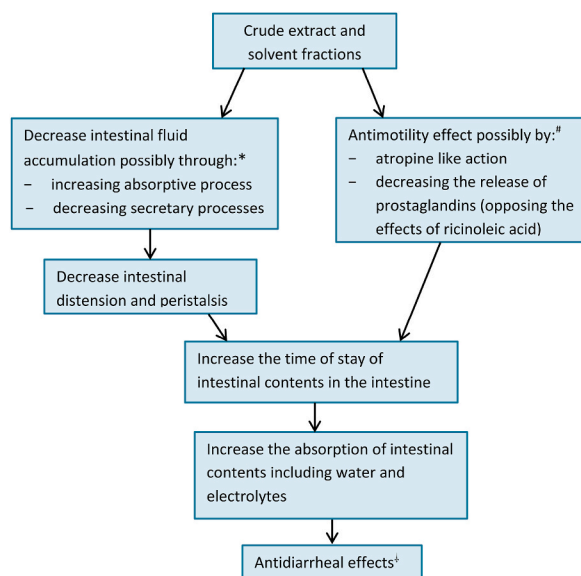 Crude extract and
solvent fractions
Decrease intestinal fluid
accumulation possibly through:*
– increasing absorptive process
– decreasing secretary processes
Antimotility effect possibly by:#
– atropine like action
– decreasing the release of
prostaglandins (opposing the
effects of ricinoleic acid)
Decrease intestinal
distension and peristalsis
Increase the time of stay of
intestinal contents in the intestine
Increase the absorption of intestinal
contents including water and
electrolytes
Antidiarrheal effects⸸